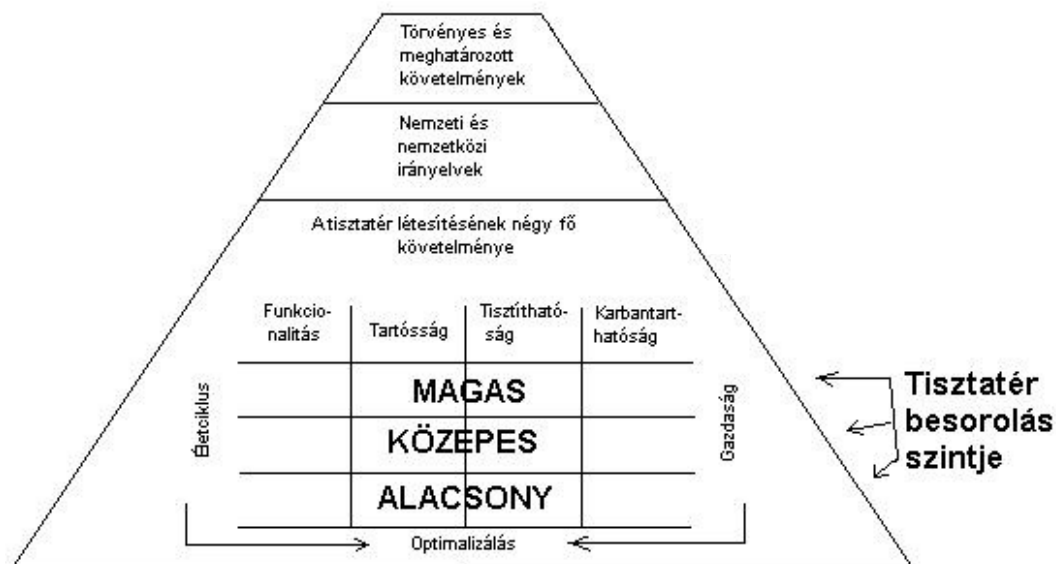 Törvényes és
meghatározott
követelmények
Nemzeti és
nemzetközi
irányelvek
A tisztatér létesítésének négy fő
követelménye
Funkcio-
nalitás
Tartósság
Tisztítható-
ság
Karbantart-
hatóság
MAGAS
KÖZEPES
ALACSONY
Életciklus
Gazdaság
Optimalizálás
Tisztatér
besorolás
szintje